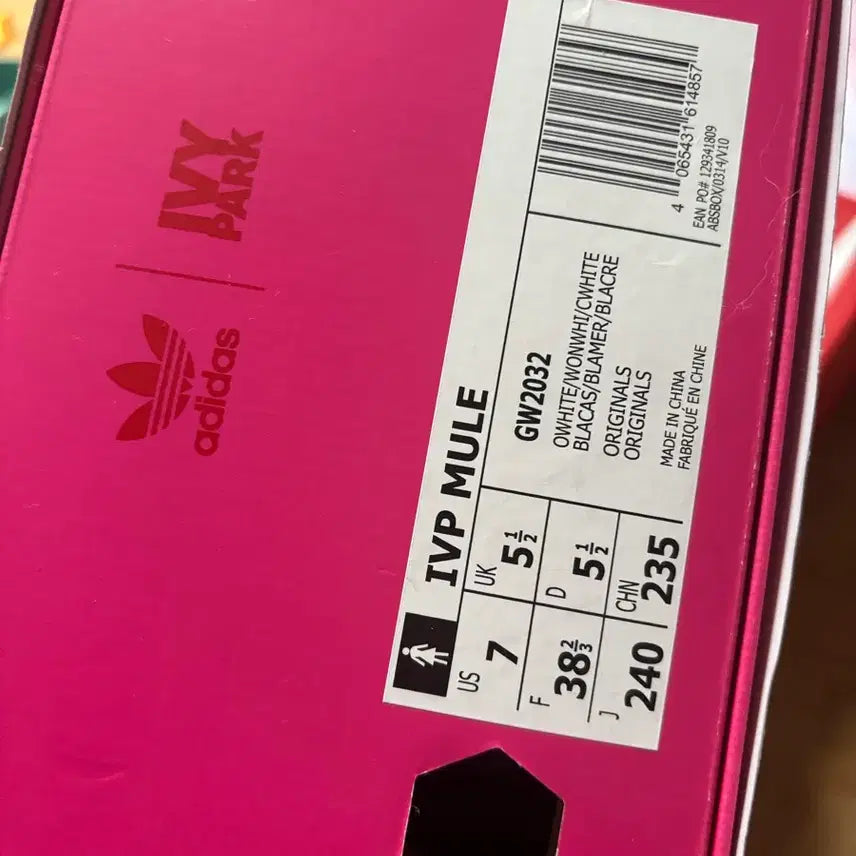 adidas
IVY
PARK
IVP MULE
US
7
UK
5½
F
38⅔
D
5½
J
240
CHN
235
GW2032
OWHITE/WONWHI/CWHITE
BLACAS/BLAMER/BLACRE
ORIGINALS
ORIGINALS
MADE IN CHINA
FABRIQUÉ EN CHINE
4 065431 614857
EAN PO# 129341809
ABSBOX/0314/V10